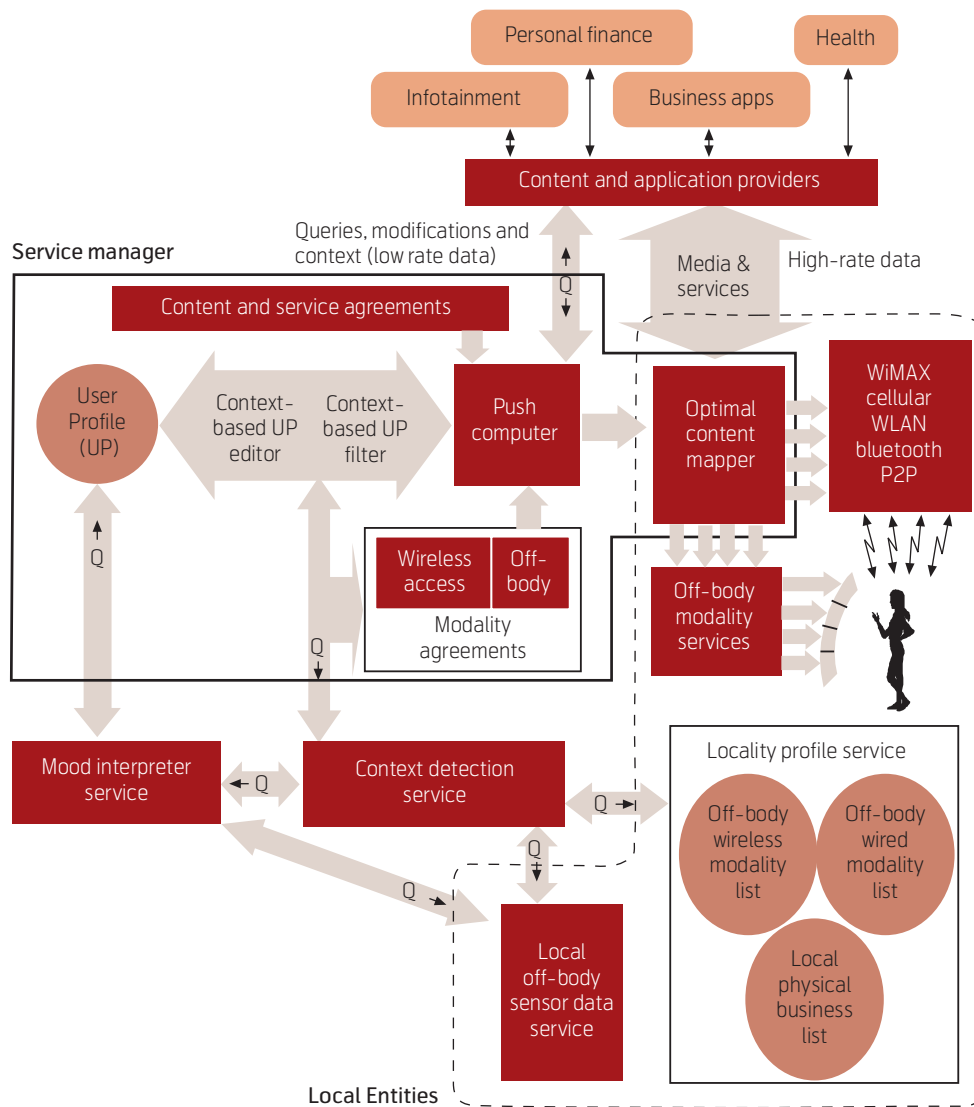 Personal finance
Health
Infotainment
Business apps
Content and application providers
Queries, modifications and
context (low rate data)
Service manager
Q
Media &
services
High-rate data
Content and service agreements
User
Profile
(UP)
Context-
based UP
editor
Context-
based UP
filter
Push
computer
Optimal
content
mapper
WiMAX
cellular
WLAN
bluetooth
P2P
Q
Wireless
access
Off-
body
Modality
agreements
Off-body
modality
services
Q
Mood interpreter
service
Q
Context detection
service
Q
Locality profile service
Off-body
wireless
modality
list
Off-body
wired
modality
list
Q
Q
Local
off-body
sensor data
service
Local
physical
business
list
Local Entities